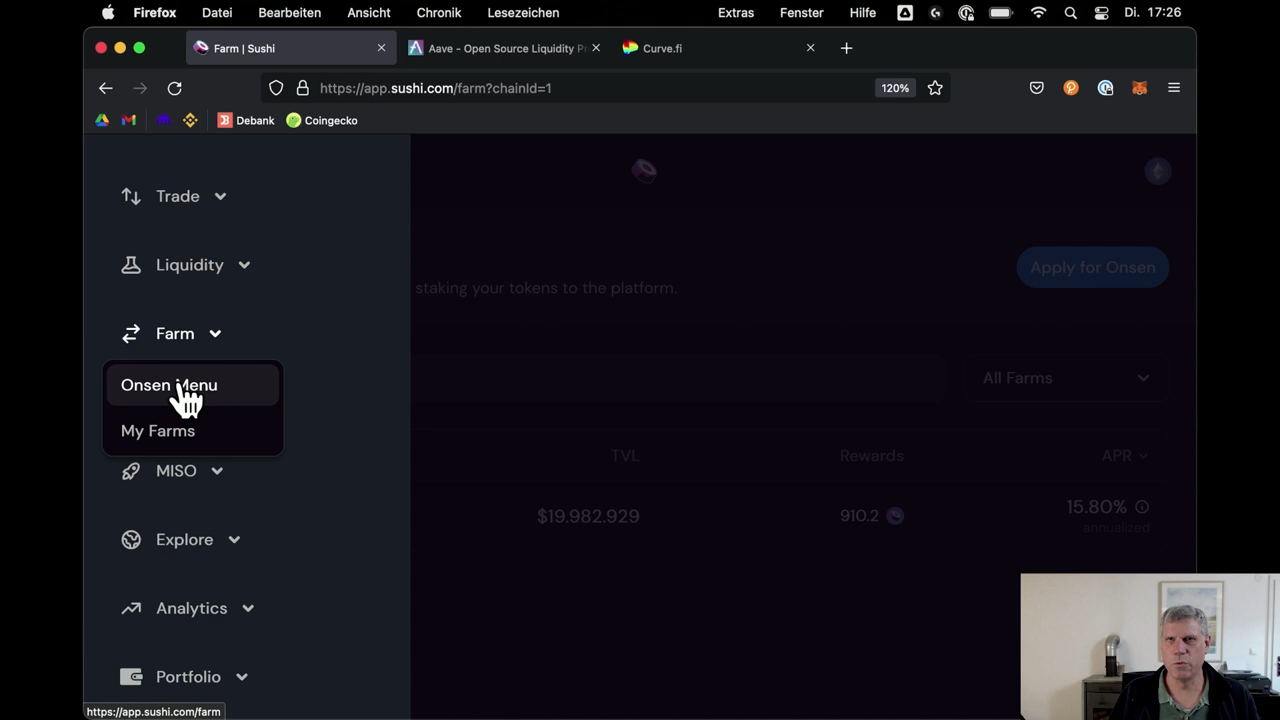 Firefox Datei Bearbeiten Ansicht Chronik Lesezeichen Extras Fenster Hilfe Di. 17:26
Farm | Sushi Aave - Open Source Liquidity Pr Curve.fi
https://app.sushi.com/farm?chainId=1 120%
Debank Coingecko
Trade
Liquidity
Apply for Onsen
staking your tokens to the platform.
Farm
Onsen Menu All Farms
My Farms
TVL Rewards APR
MISO
$19.982.929 910.2 15.80%
annualized
Explore
Analytics
Portfolio
https://app.sushi.com/farm